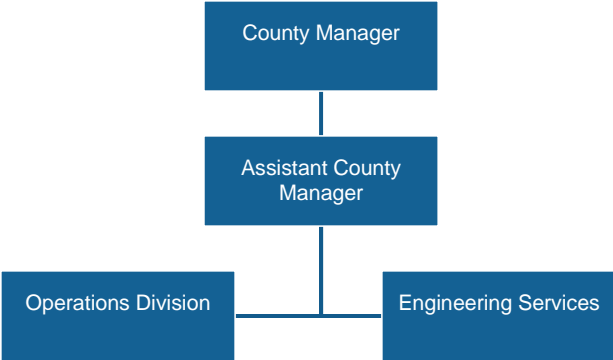 County Manager
Assistant County
Manager
Operations Division
Engineering Services